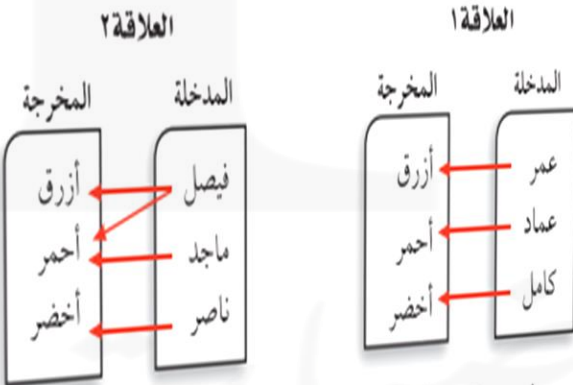 العلاقة١
العلاقة٢
المدخلة
المخرجة
المدخلة
المخرجة
عمر
أزرق
فيصل
أزرق
عماد
أحمر
ماجد
أحمر
كامل
أخضر
ناصر
أخضر